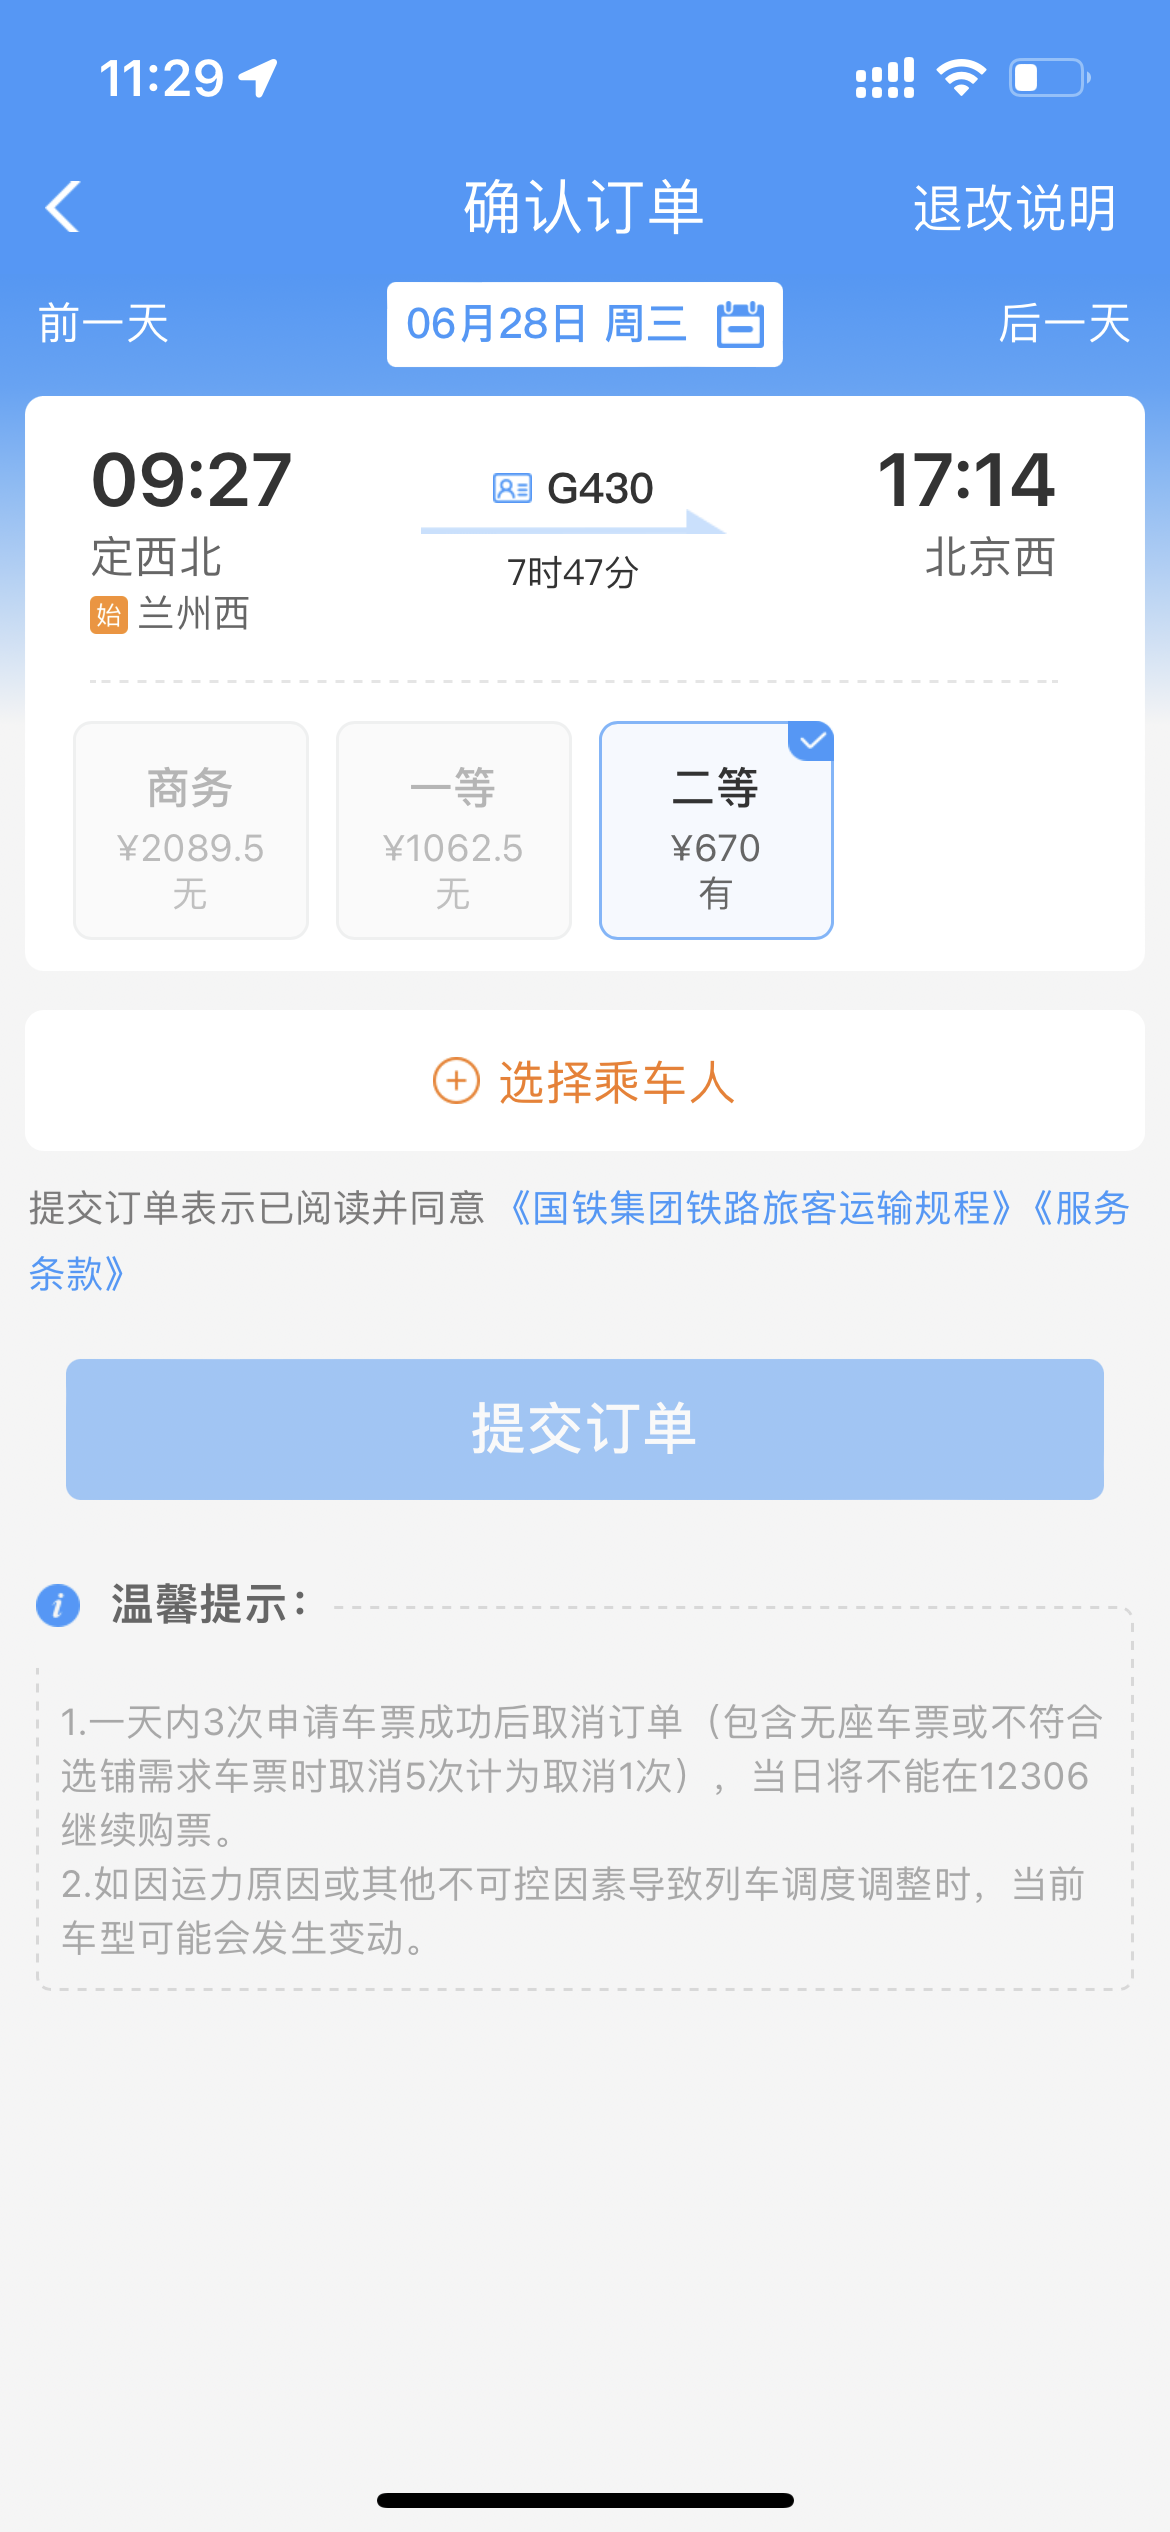 11:29
确认订单
退改说明
前一天
06月28日 周三
后一天
09:27
G430
17:14
定西北
7时47分
北京西
始 兰州西
商务
一等
二等
¥2089.5
¥1062.5
¥670
无
无
有
选择乘车人
提交订单表示已阅读并同意《国铁集团铁路旅客运输规程》《服务
条款》
提交订单
温馨提示：
1.一天内3次申请车票成功后取消订单（包含无座车票或不符合
选铺需求车票时取消5次计为取消1次），当日将不能在12306
继续购票。
2.如因运力原因或其他不可控因素导致列车调度调整时，当前
车型可能会发生变动。